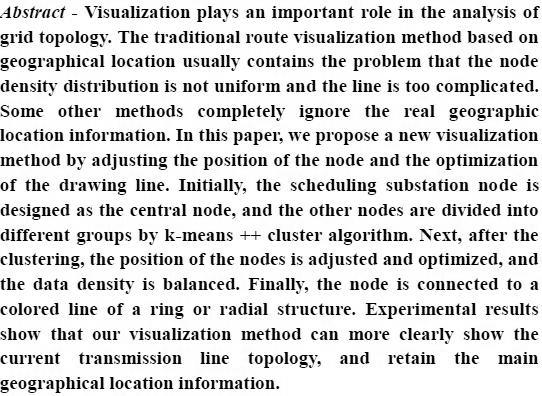 Abstract - Visualization plays an important role in the analysis of
grid topology. The traditional route visualization method based on
geographical location usually contains the problem that the node
density distribution is not uniform and the line is too complicated.
Some other methods completely ignore the real geographic
location information. In this paper, we propose a new visualization
method by adjusting the position of the node and the optimization
of the drawing line. Initially, the scheduling substation node is
designed as the central node, and the other nodes are divided into
different groups by k-means ++ cluster algorithm. Next, after the
clustering, the position of the nodes is adjusted and optimized, and
the data density is balanced. Finally, the node is connected to a
colored line of a ring or radial structure. Experimental results
show that our visualization method can more clearly show the
current transmission line topology, and retain the main
geographical location information.